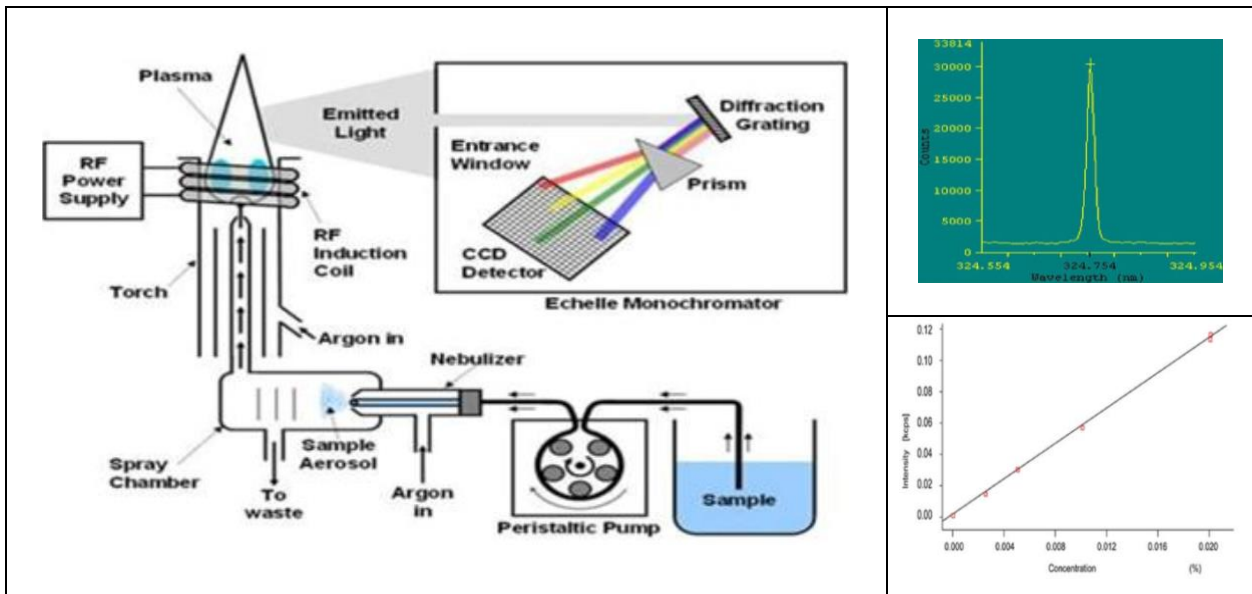 Plasma
Emitted
Light
RF
Power
Supply
RF
Induction
Coil
Torch
Argon in
Entrance
Window
Diffraction
Grating
Prism
CCD
Detector
Echelle Monochromator
Nebulizer
Spray
Chamber
Sample
Aerosol
To
waste
Argon
in
Peristaltic Pump
Sample
33814
30000
25000
20000
15000
10000
5000
0
Counts
324.554
324.754
324.954
Wavelength (nm)
0.12
0.10
0.08
0.06
0.04
0.02
0.00
Intensity [kcps]
0.000
0.004
0.008
0.012
0.016
0.020
Concentration
(%)